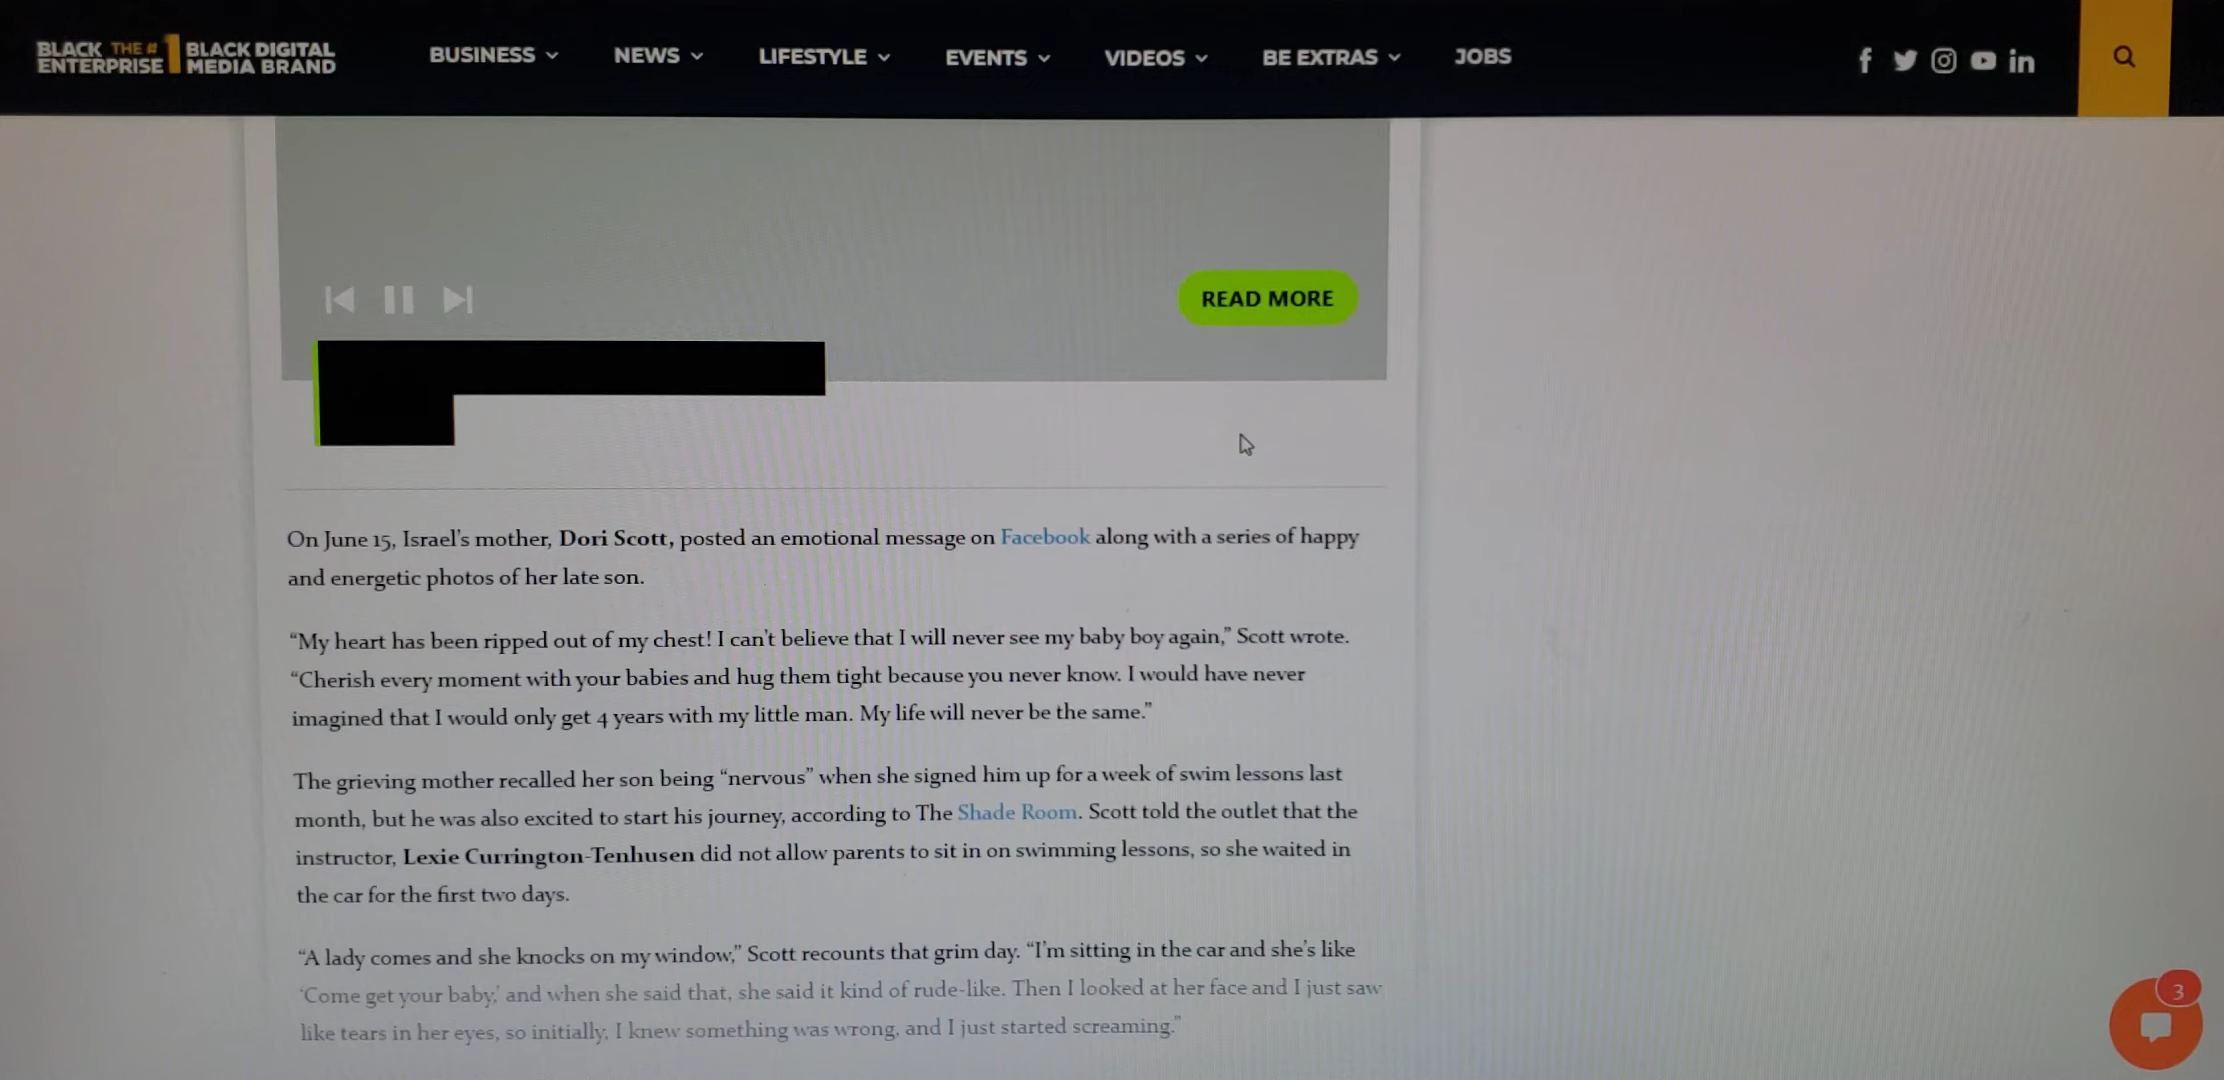 BLACK ENTERPRISE THE #1 BLACK DIGITAL MEDIA BRAND
BUSINESS NEWS LIFESTYLE EVENTS VIDEOS BE EXTRAS JOBS
READ MORE
On June 15, Israel's mother, Dori Scott, posted an emotional message on Facebook along with a series of happy
and energetic photos of her late son.
“My heart has been ripped out of my chest! I can't believe that I will never see my baby boy again,” Scott wrote.
“Cherish every moment with your babies and hug them tight because you never know. I would have never
imagined that I would only get 4 years with my little man. My life will never be the same.”
The grieving mother recalled her son being “nervous” when she signed him up for a week of swim lessons last
month, but he was also excited to start his journey, according to The Shade Room. Scott told the outlet that the
instructor, Lexie Currington-Tenhusen did not allow parents to sit in on swimming lessons, so she waited in
the car for the first two days.
“A lady comes and she knocks on my window,” Scott recounts that grim day. “I'm sitting in the car and she's like
‘Come get your baby,’ and when she said that, she said it kind of rude-like. Then I looked at her face and I just saw
like tears in her eyes, so initially, I knew something was wrong, and I just started screaming.”
3